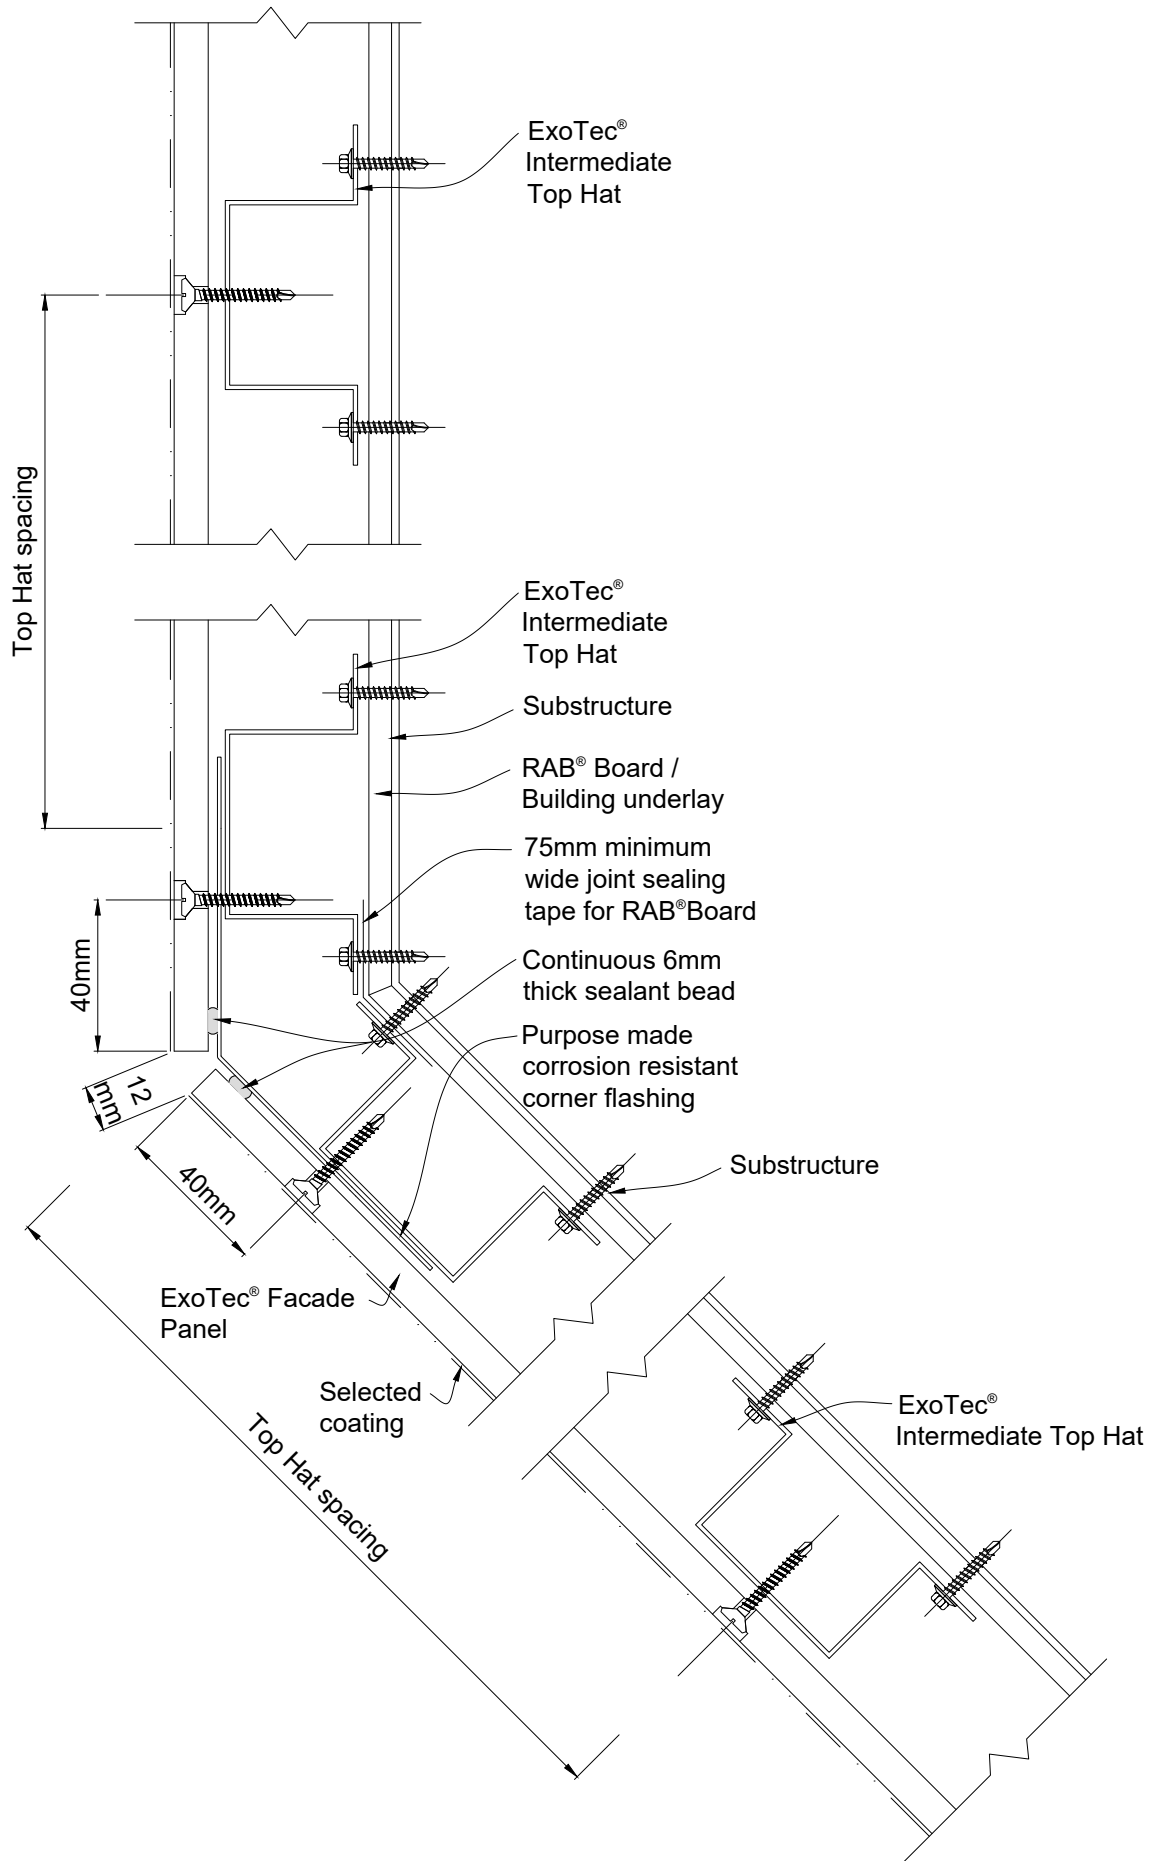 ExoTec®
Intermediate
Top Hat
Top Hat spacing
ExoTec®
Intermediate
Top Hat
Substructure
RAB® Board /
Building underlay
75mm minimum
wide joint sealing
tape for RAB®Board
40mm
Continuous 6mm
thick sealant bead
Purpose made
corrosion resistant
corner flashing
12
mm
40mm
Substructure
ExoTec® Facade
Panel
Selected
coating
ExoTec®
Intermediate Top Hat
Top Hat spacing